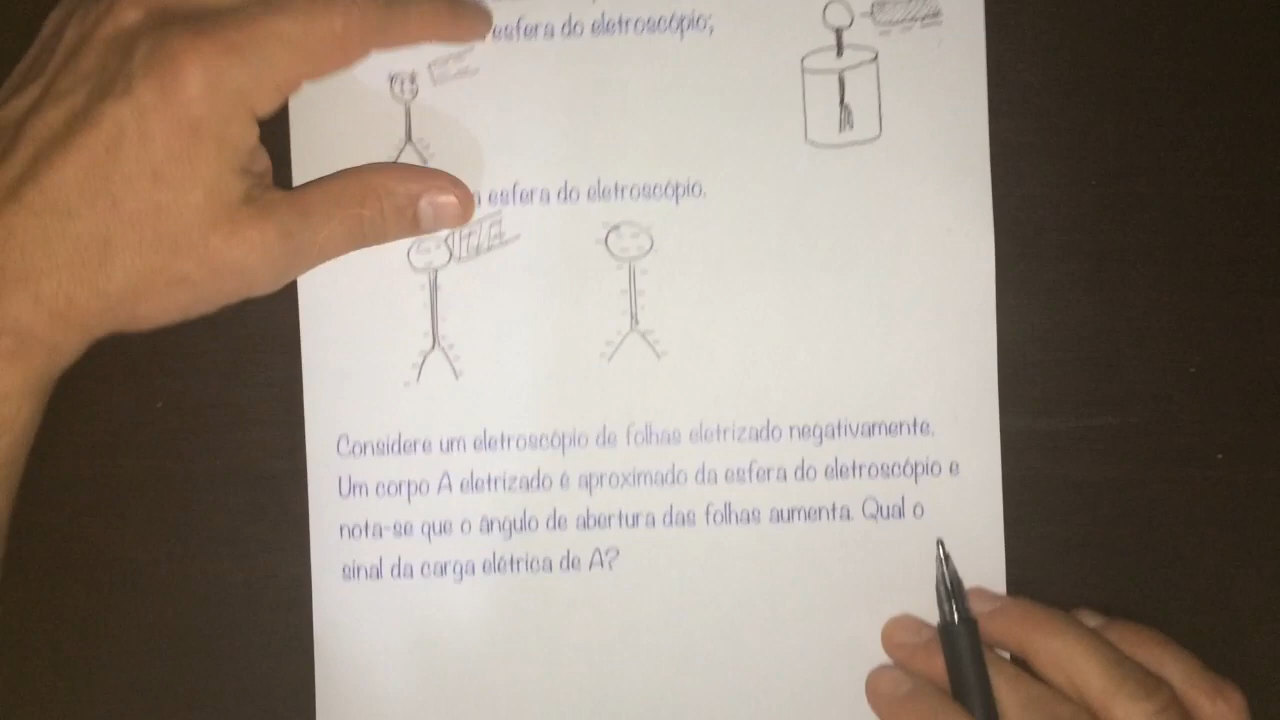 esfera do eletroscópio;
a esfera do eletroscópio.
Considere um eletroscópio de folhas eletrizado negativamente.
Um corpo A eletrizado é aproximado da esfera do eletroscópio e
nota-se que o ângulo de abertura das folhas aumenta. Qual o
sinal da carga elétrica de A?